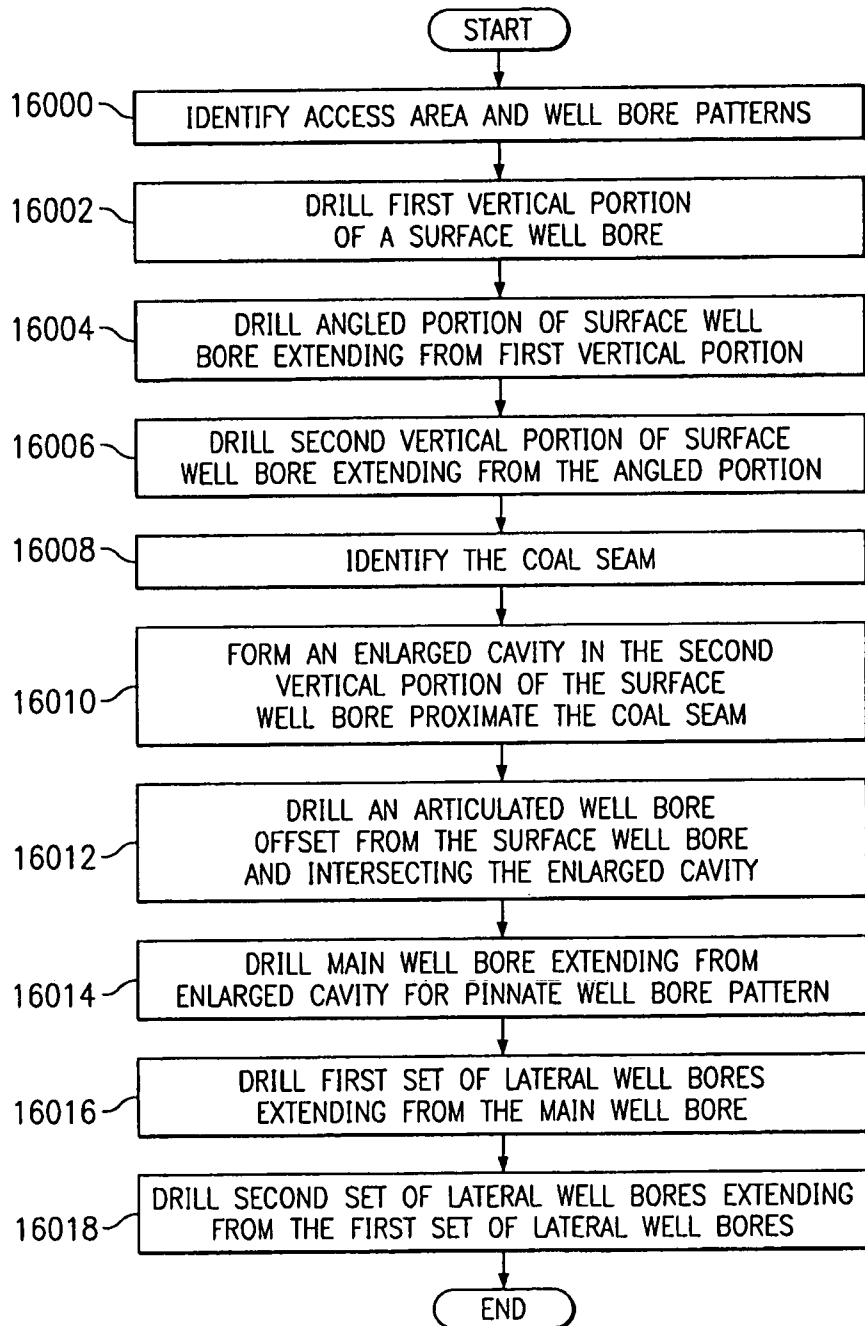 START
16000
IDENTIFY ACCESS AREA AND WELL BORE PATTERNS
16002
DRILL FIRST VERTICAL PORTION
OF A SURFACE WELL BORE
16004
DRILL ANGLED PORTION OF SURFACE WELL
BORE EXTENDING FROM FIRST VERTICAL PORTION
16006
DRILL SECOND VERTICAL PORTION OF SURFACE
WELL BORE EXTENDING FROM THE ANGLED PORTION
16008
IDENTIFY THE COAL SEAM
16010
FORM AN ENLARGED CAVITY IN THE SECOND
VERTICAL PORTION OF THE SURFACE
WELL BORE PROXIMATE THE COAL SEAM
16012
DRILL AN ARTICULATED WELL BORE
OFFSET FROM THE SURFACE WELL BORE
AND INTERSECTING THE ENLARGED CAVITY
16014
DRILL MAIN WELL BORE EXTENDING FROM
ENLARGED CAVITY FOR PINNATE WELL BORE PATTERN
16016
DRILL FIRST SET OF LATERAL WELL BORES
EXTENDING FROM THE MAIN WELL BORE
16018
DRILL SECOND SET OF LATERAL WELL BORES EXTENDING
FROM THE FIRST SET OF LATERAL WELL BORES
END